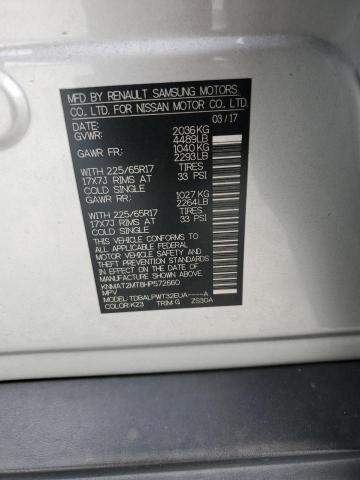 MFD BY RENAULT SAMSUNG MOTORS
CO. LTD. FOR NISSAN MOTOR CO. LTD.
DATE: 03/17
GVWR: 2036KG
4489LB
GAWR FR: 1040KG
2293LB
WITH 225/65R17 TIRES
17X7J RIMS AT 33 PSI
COLD SINGLE
GAWR RR: 1027KG
2264LB
WITH 225/65R17 TIRES
17X7J RIMS AT 33 PSI
COLD SINGLE
THIS VEHICLE CONFORMS TO
ALL APPLICABLE FEDERAL
MOTOR VEHICLE SAFETY
STANDARDS IN EFFECT ON
THE DATE OF MANUFACTURE
SHOWN ABOVE.
KNMAT2MT8HP572660
MPV
MODEL:TDBALPWT32EUA----A
COLOR:K23 TRIM:G ZS30A